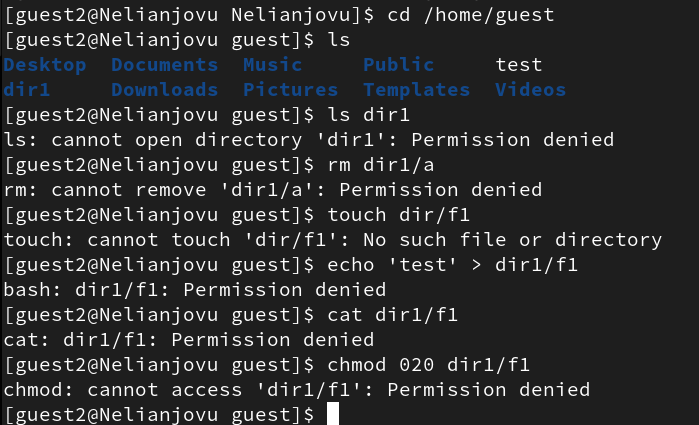 [guest2@Nelianjovu Nelianjovu]$ cd /home/guest
[guest2@Nelianjovu guest]$ ls
Desktop  Documents  Music     Public     test
dir1     Downloads  Pictures  Templates  Videos
[guest2@Nelianjovu guest]$ ls dir1
ls: cannot open directory 'dir1': Permission denied
[guest2@Nelianjovu guest]$ rm dir1/a
rm: cannot remove 'dir1/a': Permission denied
[guest2@Nelianjovu guest]$ touch dir/f1
touch: cannot touch 'dir/f1': No such file or directory
[guest2@Nelianjovu guest]$ echo 'test' > dir1/f1
bash: dir1/f1: Permission denied
[guest2@Nelianjovu guest]$ cat dir1/f1
cat: dir1/f1: Permission denied
[guest2@Nelianjovu guest]$ chmod 020 dir1/f1
chmod: cannot access 'dir1/f1': Permission denied
[guest2@Nelianjovu guest]$